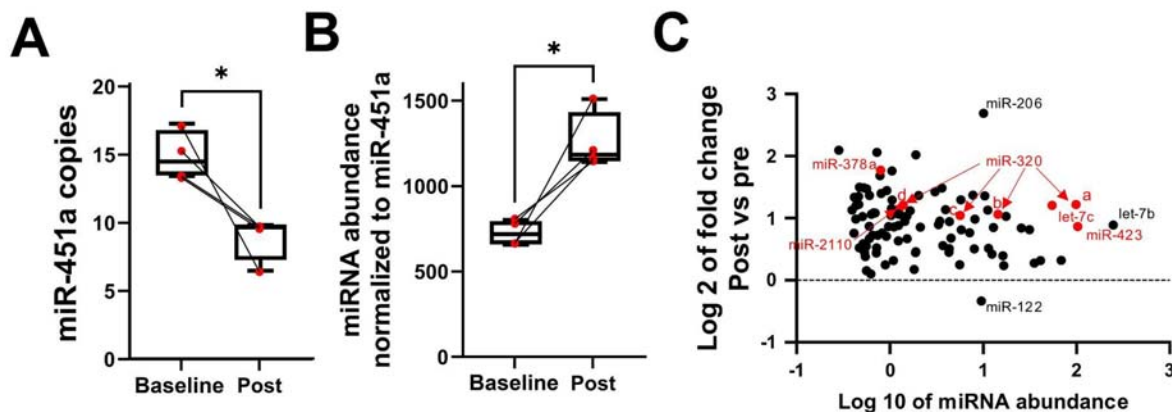 A
miR-451a copies
20
15
10
5
0
*
Baseline Post
B
miRNA abundance
normalized to miR-451a
1500
1000
500
0
*
Baseline Post
C
Log 2 of fold change
Post vs pre
3
2
1
0
-1
miR-206
miR-378a
miR-320
d
c
b
a
let-7c
let-7b
miR-423
miR-2110
miR-122
-1 0 1 2 3
Log 10 of miRNA abundance